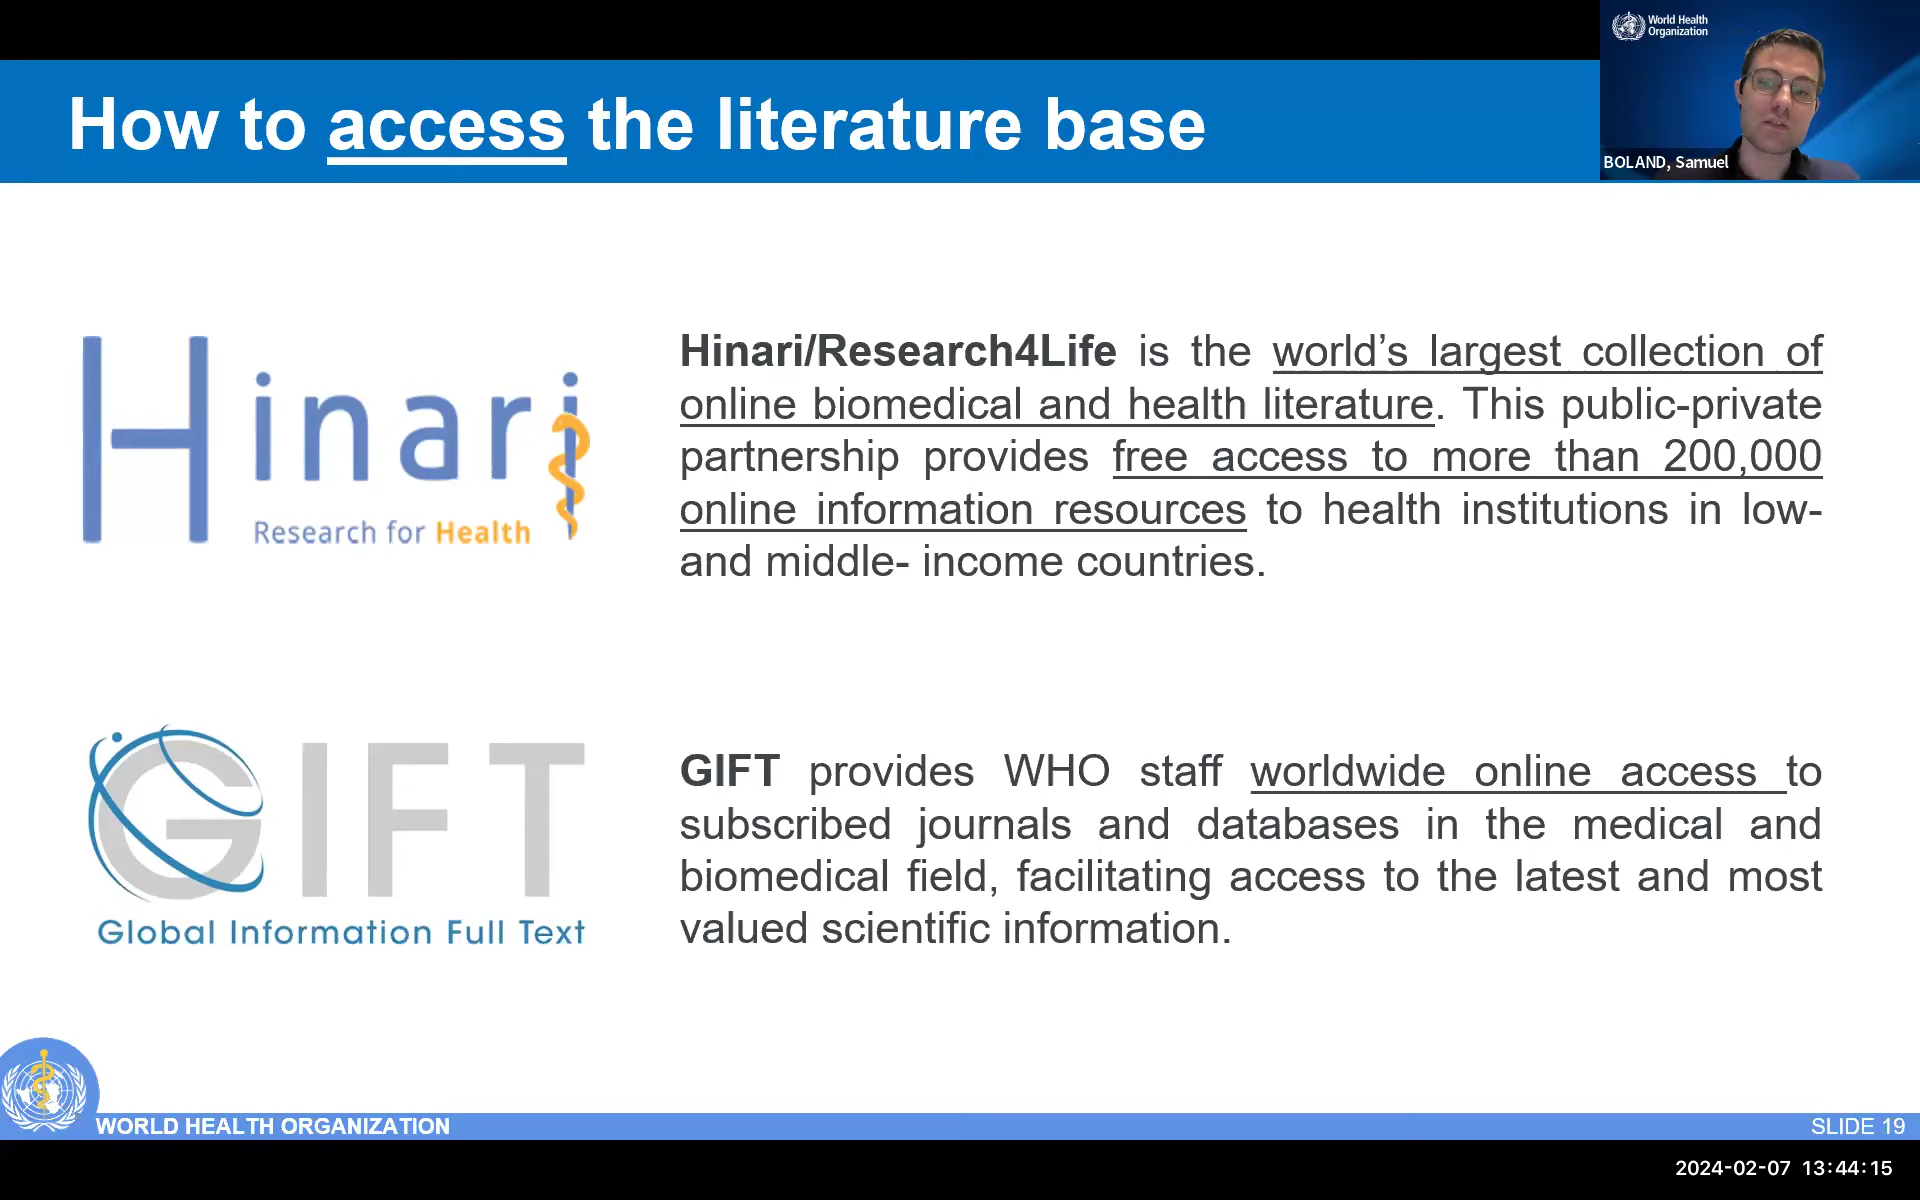 World Health
Organization
How to access the literature base
BOLAND, Samuel
Hinari
Research for Health
Hinari/Research4Life is the world’s largest collection of
online biomedical and health literature. This public-private
partnership provides free access to more than 200,000
online information resources to health institutions in low-
and middle- income countries.
GIFT
Global Information Full Text
GIFT provides WHO staff worldwide online access to
subscribed journals and databases in the medical and
biomedical field, facilitating access to the latest and most
valued scientific information.
WORLD HEALTH ORGANIZATION
SLIDE 19
2024-02-07 13:44:15